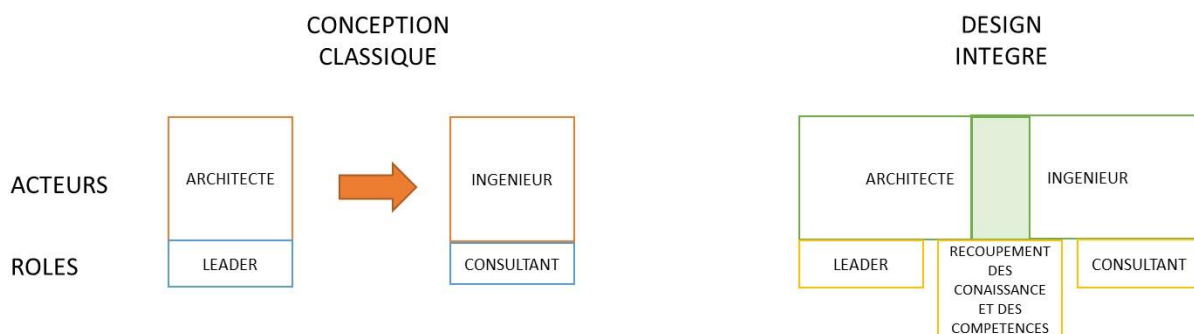 CONCEPTION
CLASSIQUE
DESIGN
INTEGRE
ACTEURS
ARCHITECTE
INGENIEUR
ARCHITECTE
INGENIEUR
ROLES
LEADER
CONSULTANT
LEADER
RECOUPEMENT
DES
CONAISSANCE
ET DES
COMPETENCES
CONSULTANT